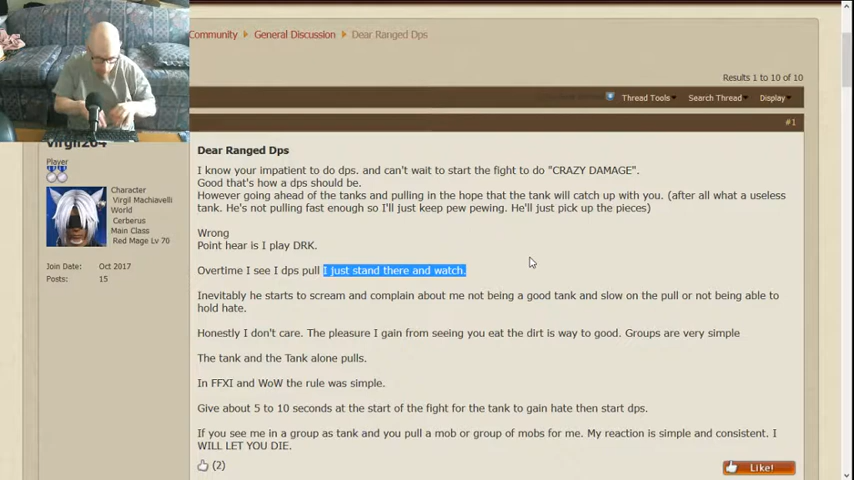 Community
General Discussion
Dear Ranged Dps
Results 1 to 10 of 10
Thread Tools
Search Thread
Display
#1
Player
Character
Virgil Machiavelli
World
Cerberus
Main Class
Red Mage Lv 70
Join Date: Oct 2017
Posts: 15
Dear Ranged Dps
I know your impatient to do dps. and can't wait to start the fight to do "CRAZY DAMAGE".
Good that's how a dps should be.
However going ahead of the tanks and pulling in the hope that the tank will catch up with you. (after all what a useless
tank. He's not pulling fast enough so I'll just keep pew pewing. He'll just pick up the pieces)
Wrong
Point hear is I play DRK.
Overtime I see I dps pull I just stand there and watch.
Inevitably he starts to scream and complain about me not being a good tank and slow on the pull or not being able to
hold hate.
Honestly I don't care. The pleasure I gain from seeing you eat the dirt is way to good. Groups are very simple
The tank and the Tank alone pulls.
In FFXI and WoW the rule was simple.
Give about 5 to 10 seconds at the start of the fight for the tank to gain hate then start dps.
If you see me in a group as tank and you pull a mob or group of mobs for me. My reaction is simple and consistent. I
WILL LET YOU DIE.
(2)
Like!